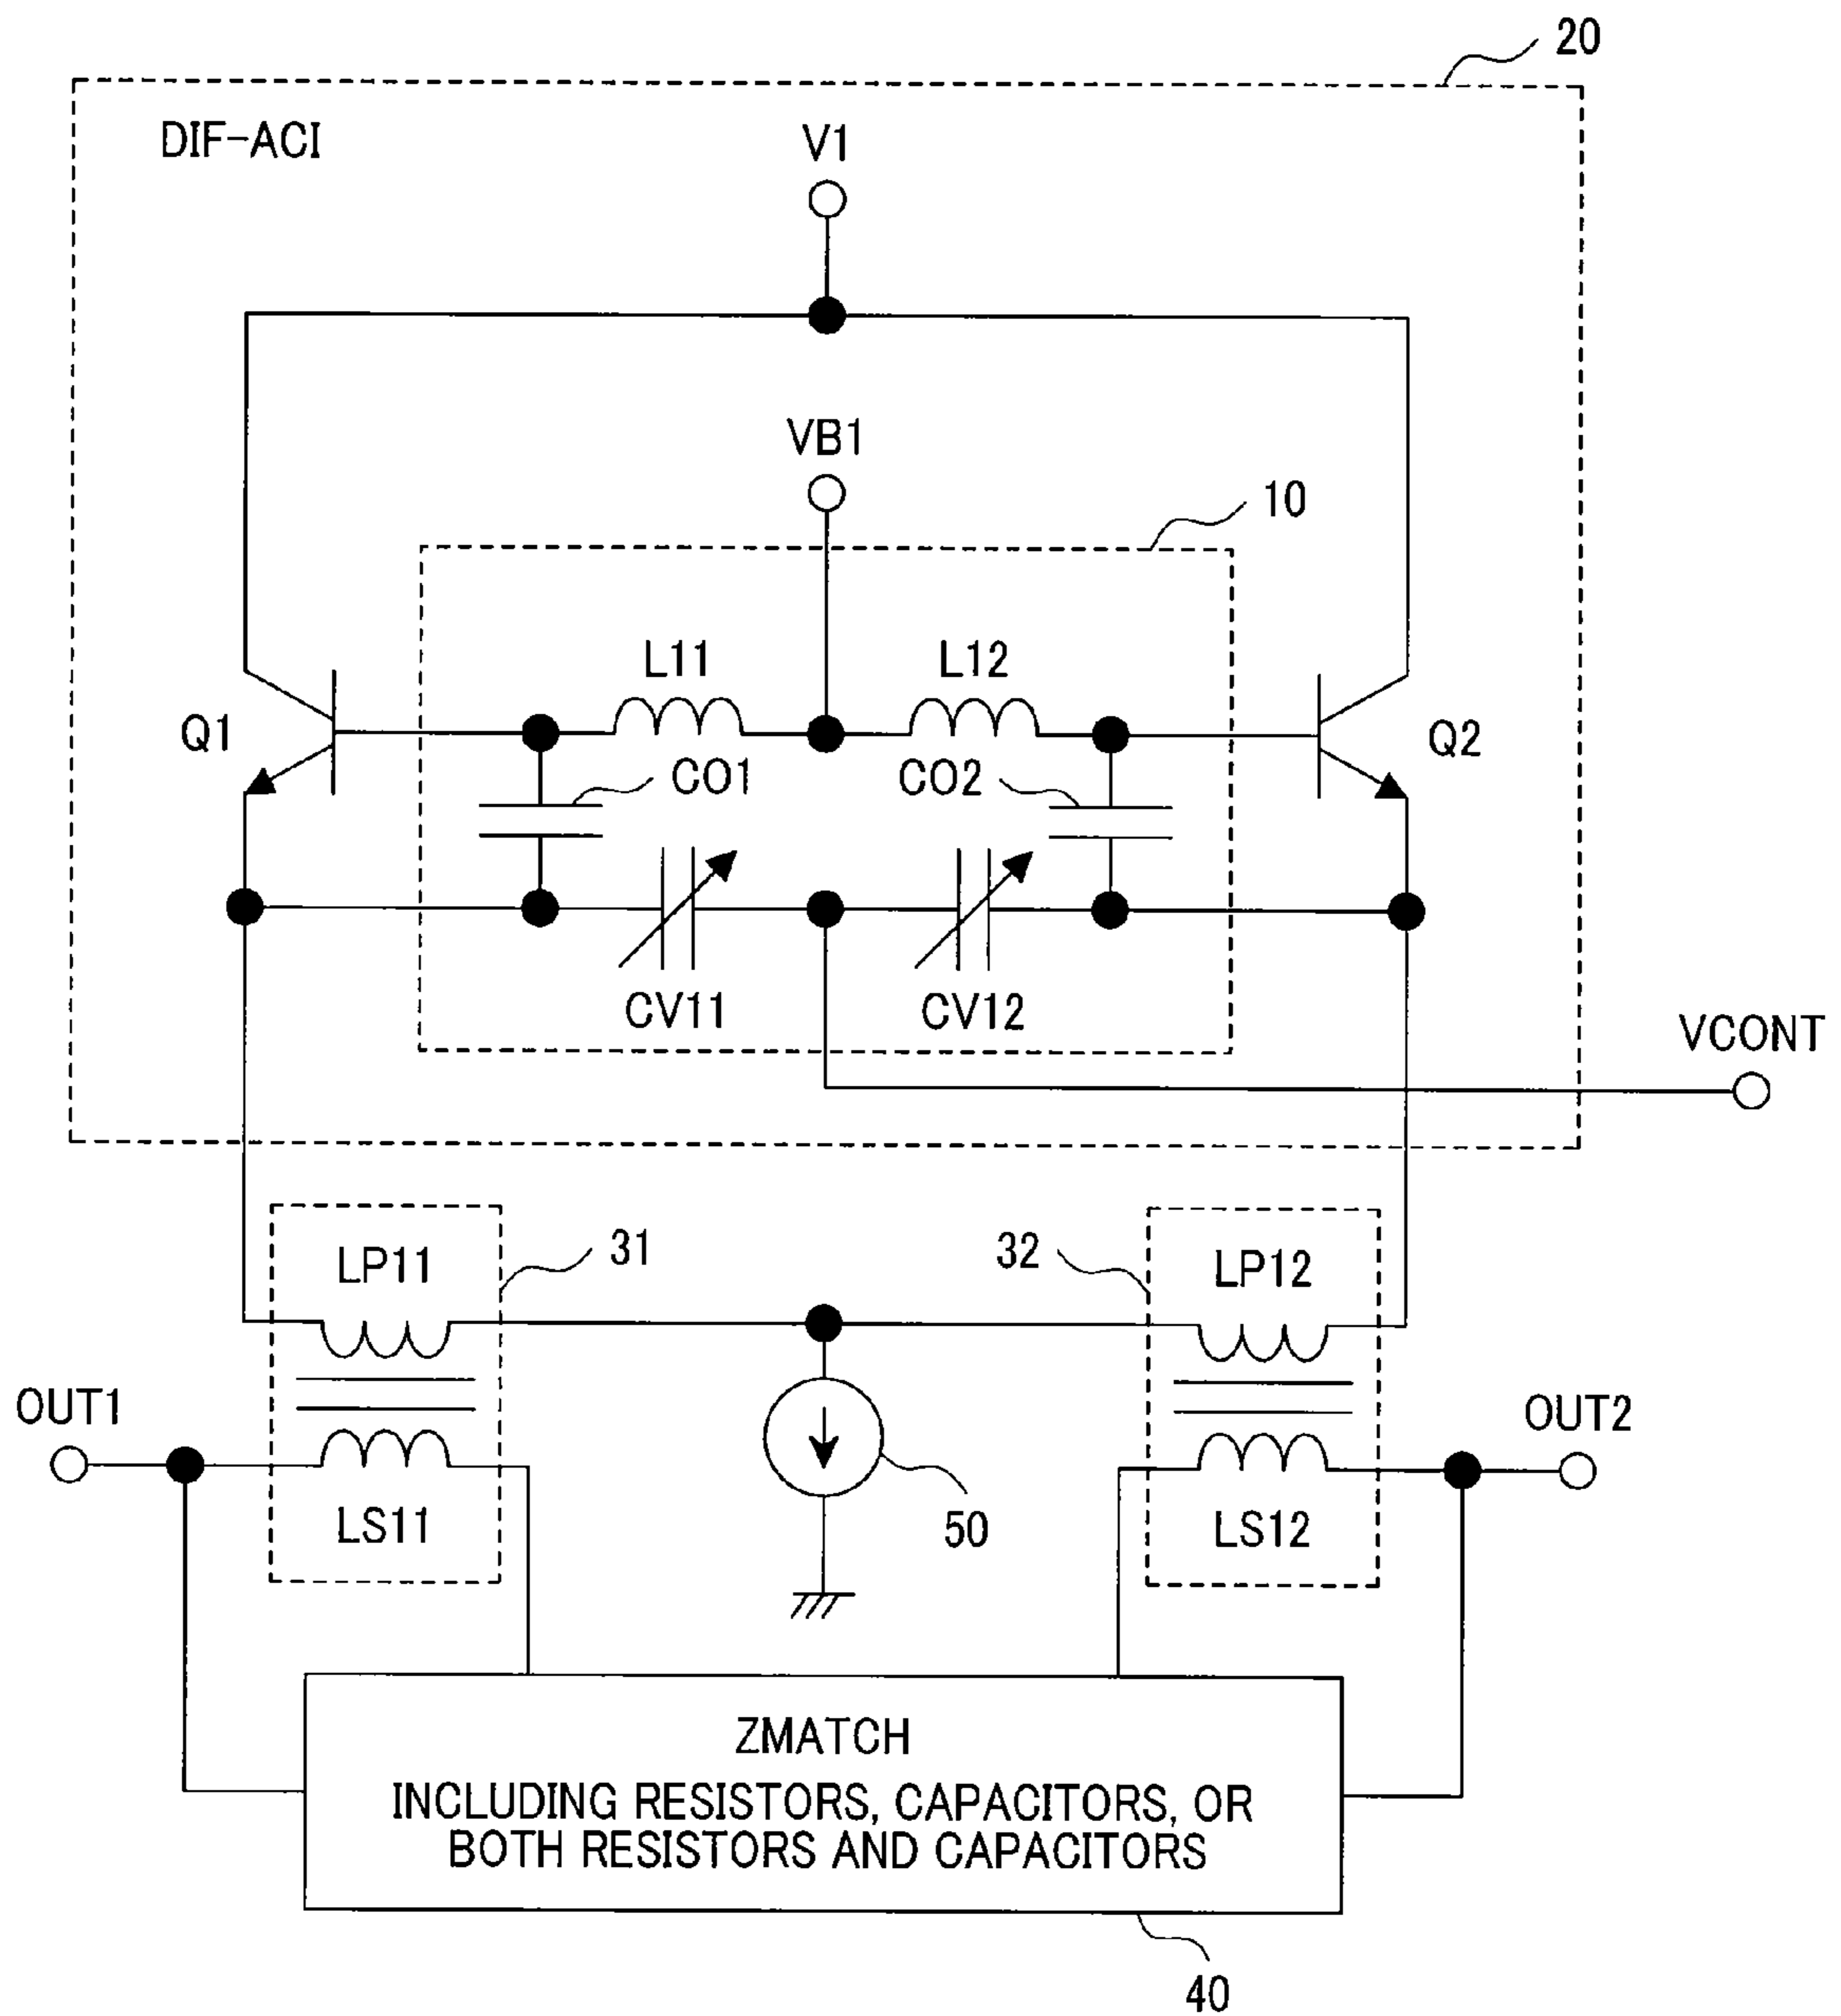 20
DIF-ACI
V1
VB1
10
L11
L12
Q1
Q2
CO1
CO2
CV11
CV12
VCONT
31
32
LP11
LP12
OUT1
OUT2
LS11
50
LS12
ZMATCH
INCLUDING RESISTORS, CAPACITORS, OR
BOTH RESISTORS AND CAPACITORS
40